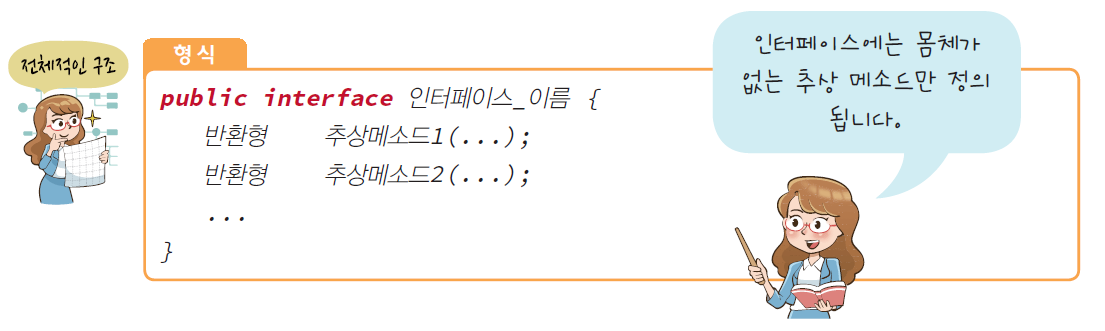 전체적인 구조
형식
public interface 인터페이스_이름 {
반환형 추상메소드1(...);
반환형 추상메소드2(...);
...
}
인터페이스에는 몸체가
없는 추상 메소드만 정의
됩니다.